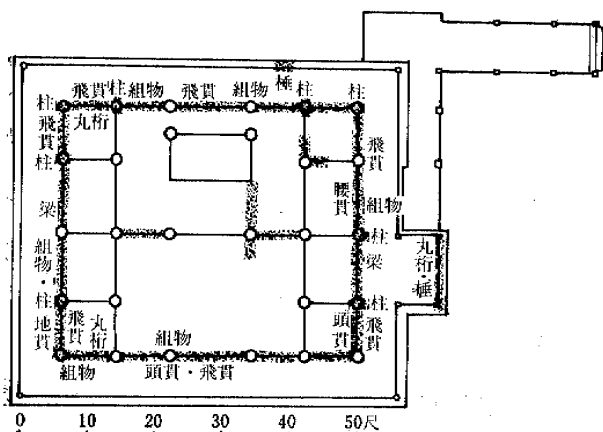 飛貫 柱 組物 飛貫 組物 棰 柱 柱
柱 丸桁
飛貫
柱
梁
組物・柱
地貫
飛貫
丸桁
組物
組物
頭貫・飛貫
飛貫
腰貫
組物
柱
梁
柱
頭貫
飛貫
丸桁・棰
0 10 20 30 40 50尺